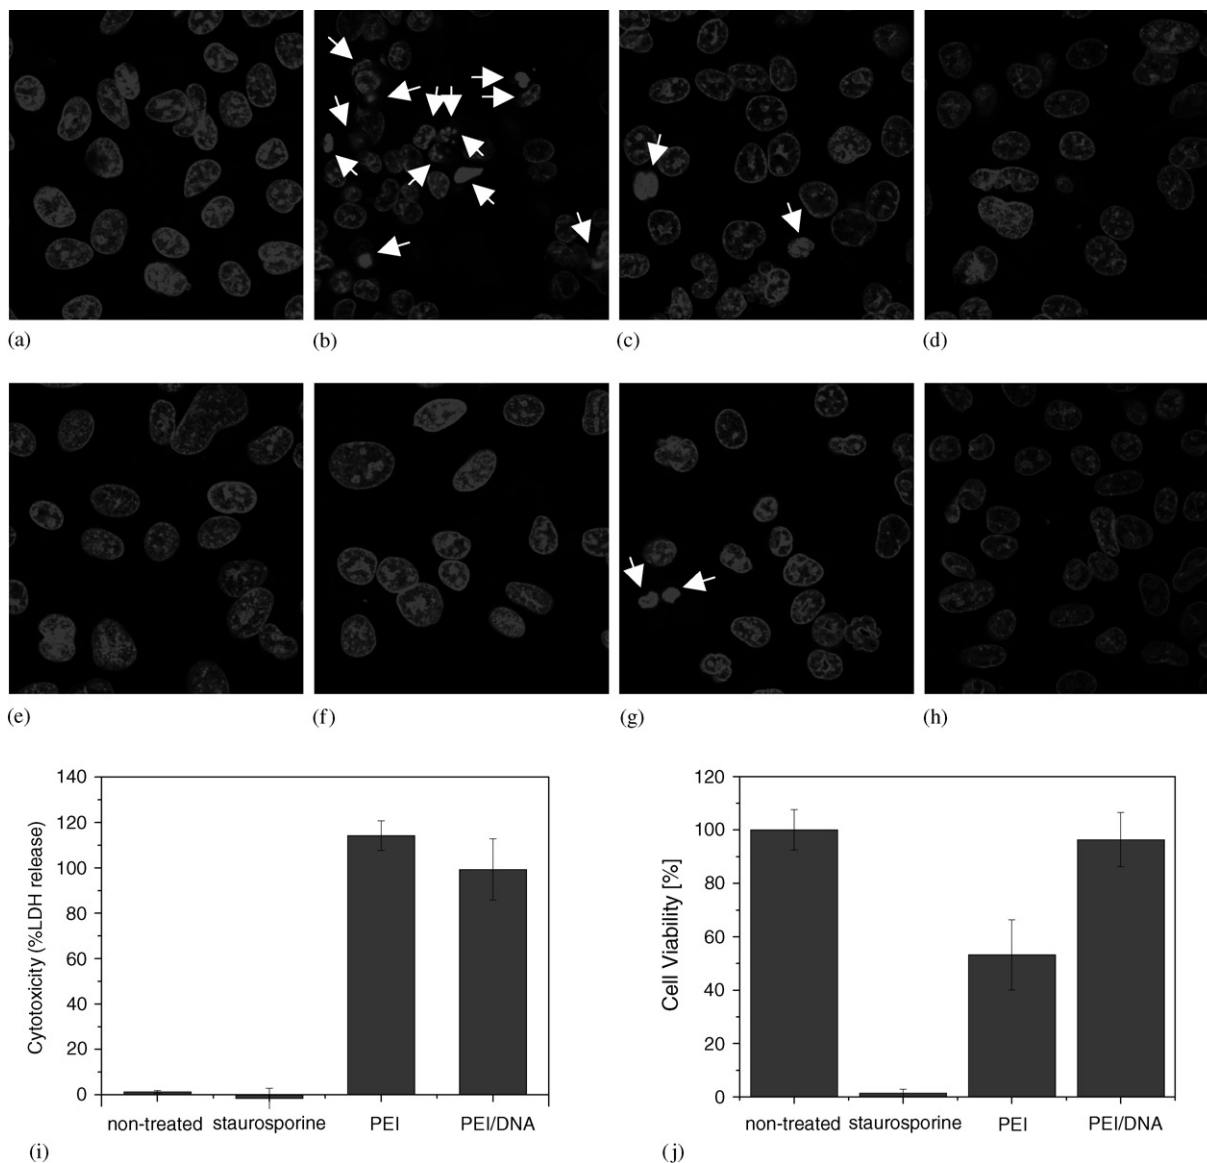 (a) (b) (c) (d)
(e) (f) (g) (h)
140
120
100
80
60
40
20
0
Cytotoxicity (%LDH release)
non-treated staurosporine PEI PEI/DNA
(i)
120
100
80
60
40
20
0
Cell Viability [%]
non-treated staurosporine PEI PEI/DNA
(j)